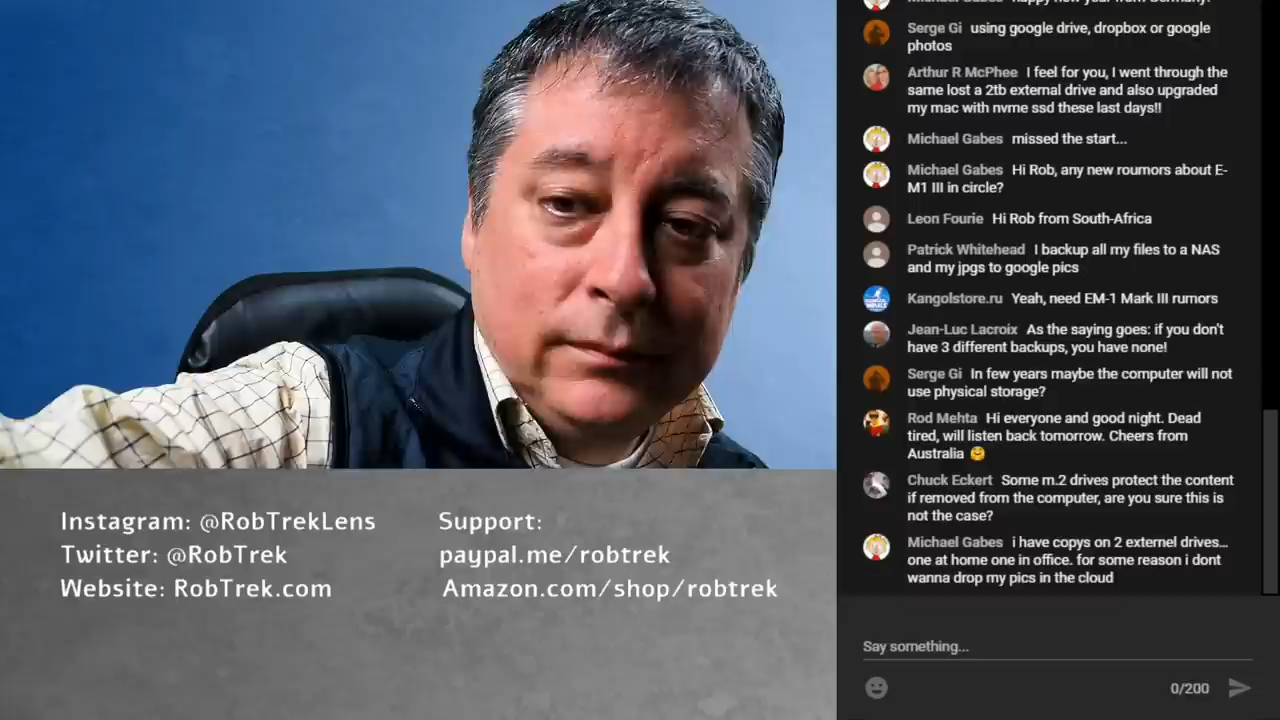 Michael Gabes happy new year from Germany!
Serge Gi using google drive, dropbox or google
photos
Arthur R McPhee I feel for you, I went through the
same lost a 2tb external drive and also upgraded
my mac with nvme ssd these last days!!
Michael Gabes missed the start...
Michael Gabes Hi Rob, any new roumors about E-
M1 III in circle?
Leon Fourie Hi Rob from South-Africa
Patrick Whitehead I backup all my files to a NAS
and my jpgs to google pics
Kangolstore.ru Yeah, need EM-1 Mark III rumors
Jean-Luc Lacroix As the saying goes: if you don't
have 3 different backups, you have none!
Serge Gi In few years maybe the computer will not
use physical storage?
Rod Mehta Hi everyone and good night. Dead
tired, will listen back tomorrow. Cheers from
Australia 🤗
Chuck Eckert Some m.2 drives protect the content
if removed from the computer, are you sure this is
not the case?
Michael Gabes i have copys on 2 externel drives...
one at home one in office. for some reason i dont
wanna drop my pics in the cloud
Say something...
0/200
Instagram: @RobTrekLens
Twitter: @RobTrek
Website: RobTrek.com
Support:
paypal.me/robtrek
Amazon.com/shop/robtrek